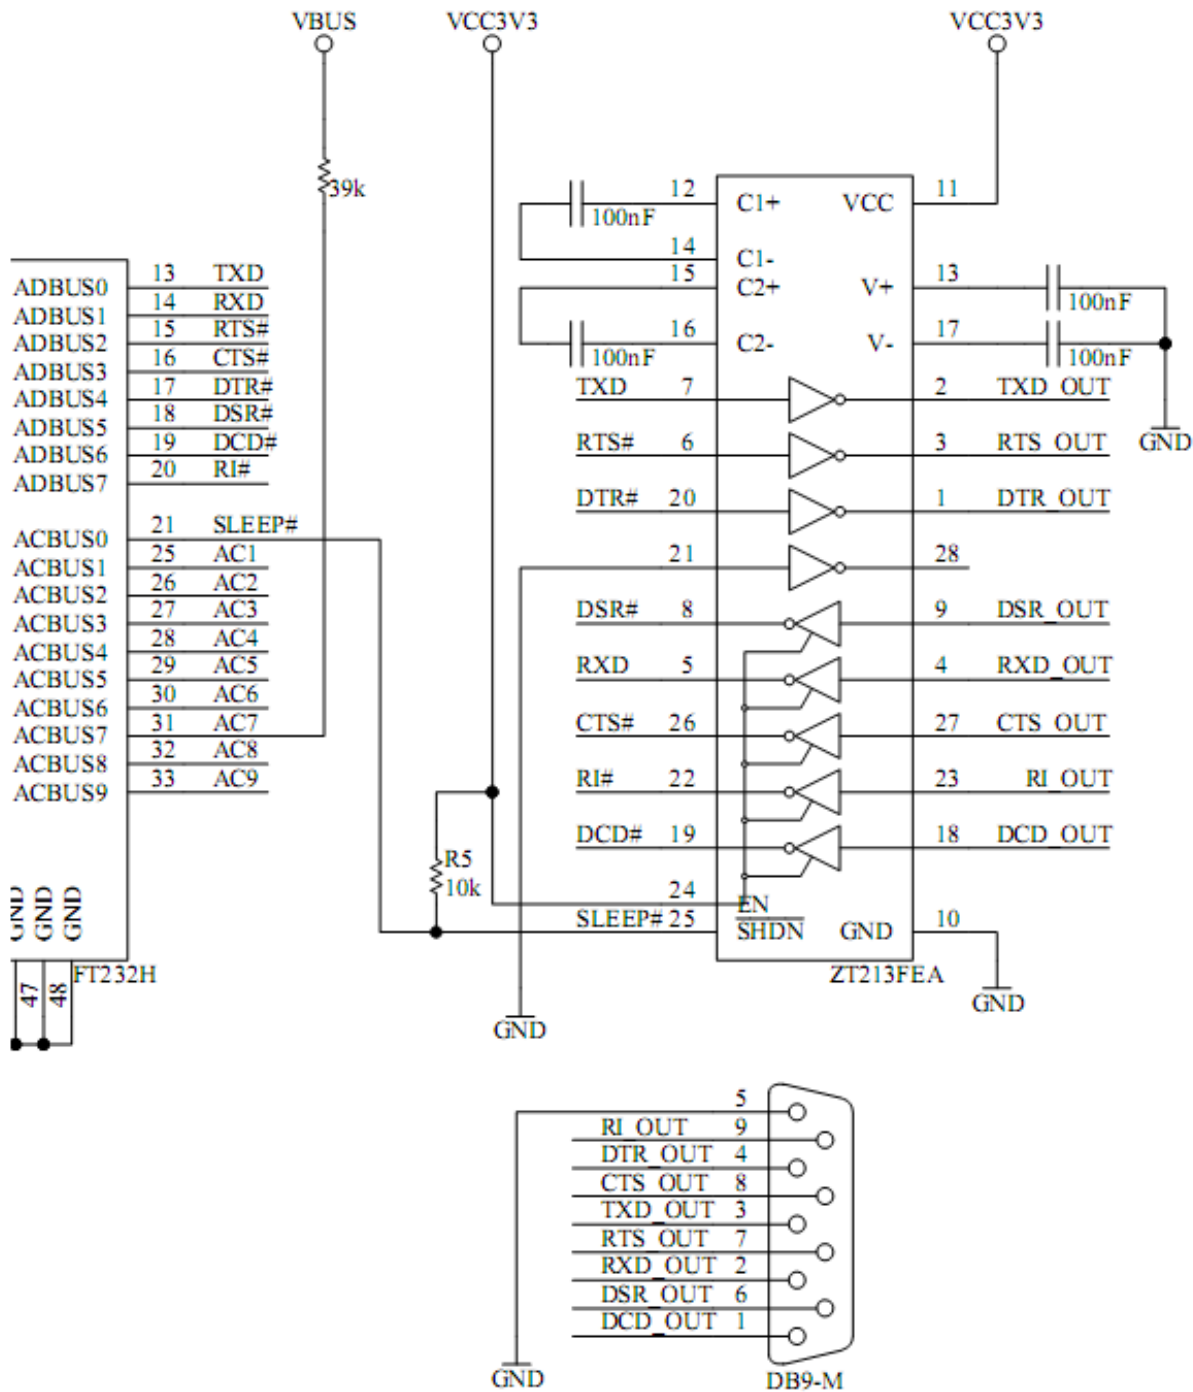 VBUS
VCC3V3
VCC3V3
39k
12 C1+ VCC 11
100nF
14 C1-
15 C2+ V+ 13
100nF
16 C2- V- 17
100nF
100nF
GND
ADBUS0 13 TXD
ADBUS1 14 RXD
ADBUS2 15 RTS#
ADBUS3 16 CTS#
ADBUS4 17 DTR#
ADBUS5 18 DSR#
ADBUS6 19 DCD#
ADBUS7 20 RI#
ACBUS0 21 SLEEP#
ACBUS1 25 AC1
ACBUS2 26 AC2
ACBUS3 27 AC3
ACBUS4 28 AC4
ACBUS5 29 AC5
ACBUS6 30 AC6
ACBUS7 31 AC7
ACBUS8 32 AC8
ACBUS9 33 AC9
GND
GND
GND
47
48
FT232H
TXD 7 2 TXD_OUT
RTS# 6 3 RTS_OUT
DTR# 20 1 DTR_OUT
21 28
DSR# 8 9 DSR_OUT
RXD 5 4 RXD_OUT
CTS# 26 27 CTS_OUT
RI# 22 23 RI_OUT
DCD# 19 18 DCD_OUT
R5
10k
24 EN
SLEEP# 25 SHDN GND 10
ZT213FEA
GND
GND
5
RI_OUT 9
DTR_OUT 4
CTS_OUT 8
TXD_OUT 3
RTS_OUT 7
RXD_OUT 2
DSR_OUT 6
DCD_OUT 1
GND
DB9-M